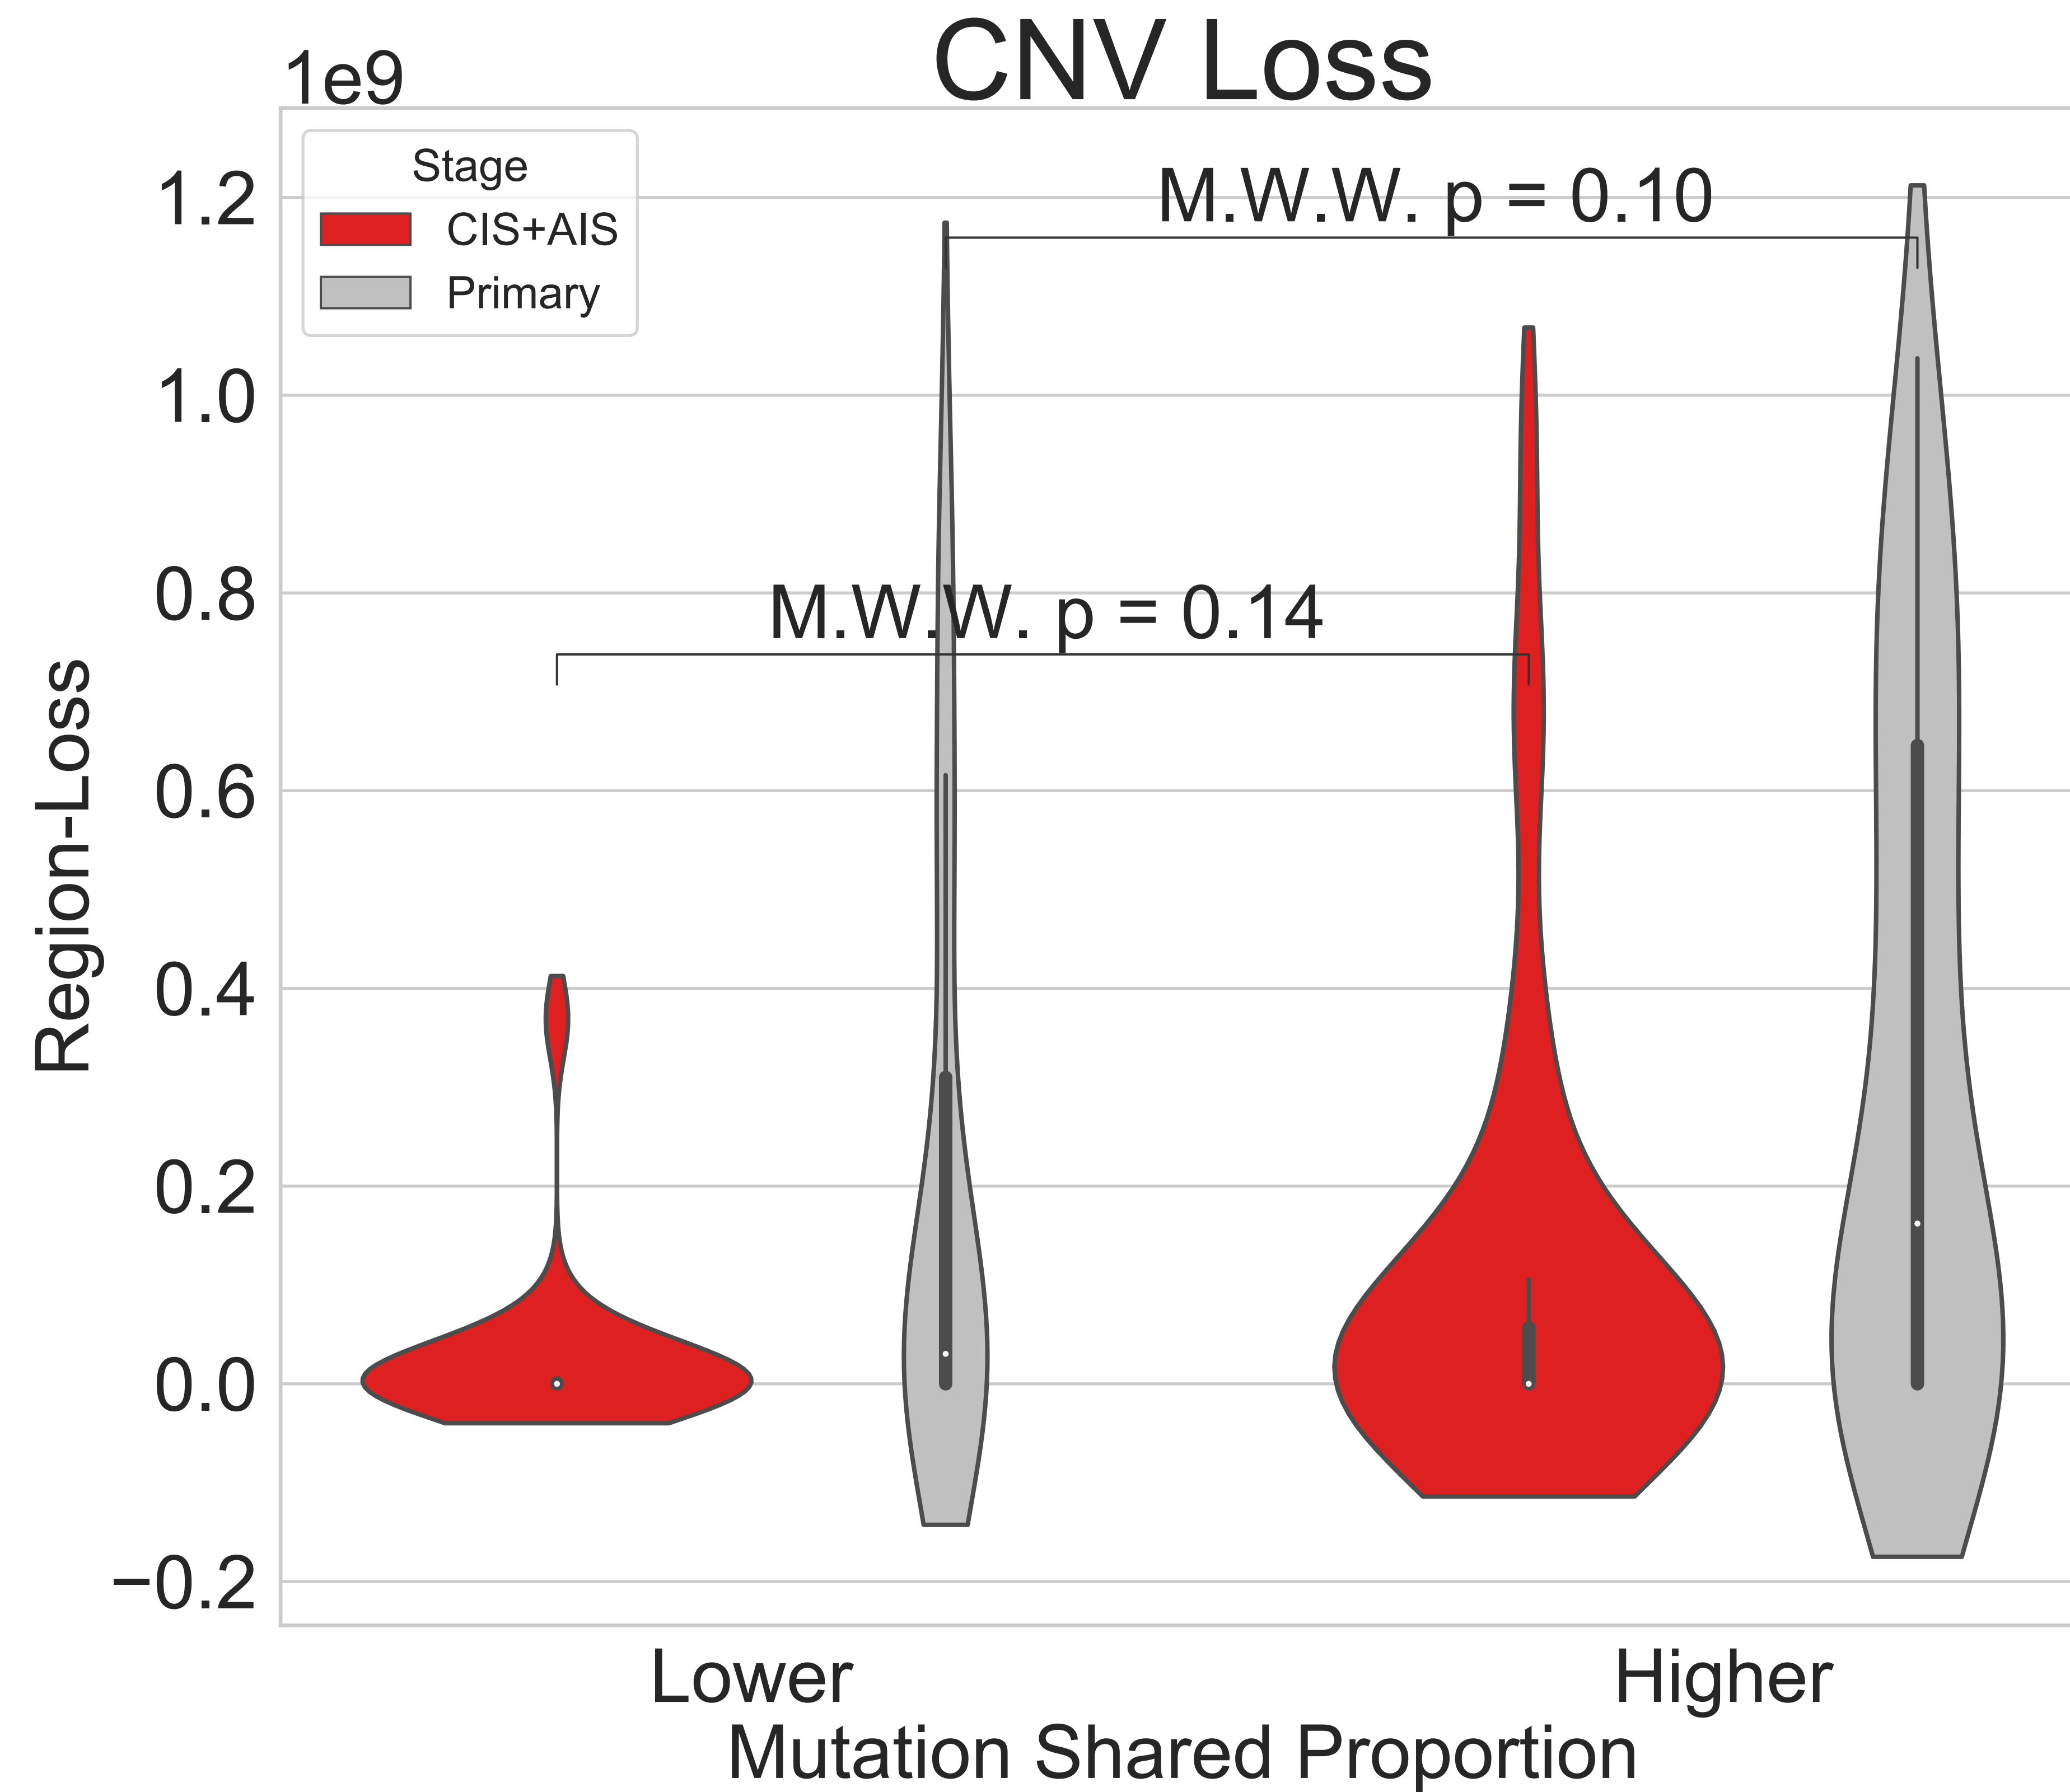 CNV Loss
1e9
Stage
CIS+AIS
Primary
M.W.W. p = 0.10
M.W.W. p = 0.14
Region-Loss
1.2
1.0
0.8
0.6
0.4
0.2
0.0
−0.2
Lower
Higher
Mutation Shared Proportion